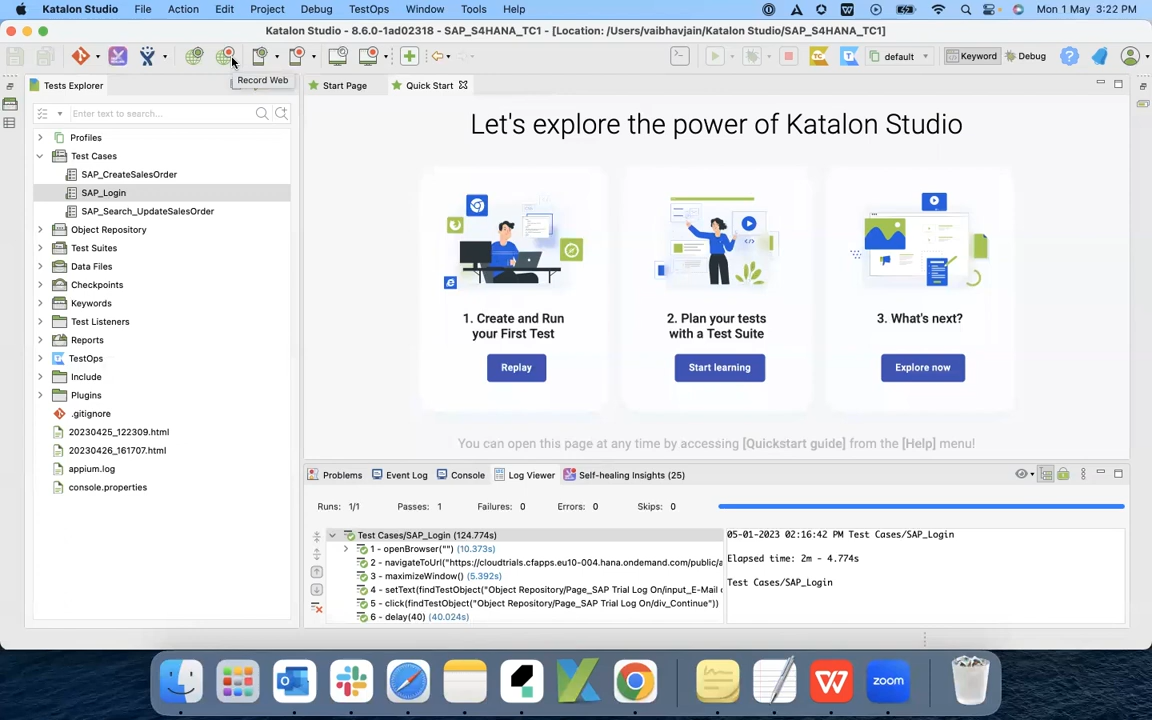 Katalon Studio File Action Edit Project Debug TestOps Window Tools Help Mon 1 May 3:22 PM
Katalon Studio - 8.6.0-1ad02318 - SAP_S4HANA_TC1 - [Location: /Users/vaibhavjain/Katalon Studio/SAP_S4HANA_TC1]
default Keyword Debug
Record Web
Tests Explorer
Start Page Quick Start
Enter text to search...
Profiles
Test Cases
SAP_CreateSalesOrder
SAP_Login
SAP_Search_UpdateSalesOrder
Object Repository
Test Suites
Data Files
Checkpoints
Keywords
Test Listeners
Reports
TestOps
Include
Plugins
.gitignore
20230425_122309.html
20230426_161707.html
appium.log
console.properties
Let's explore the power of Katalon Studio
1. Create and Run
your First Test
Replay
2. Plan your tests
with a Test Suite
Start learning
3. What's next?
Explore now
You can open this page at any time by accessing [Quickstart guide] from the [Help] menu!
Problems Event Log Console Log Viewer Self-healing Insights (25)
Runs: 1/1 Passes: 1 Failures: 0 Errors: 0 Skips: 0
Test Cases/SAP_Login (124.774s)
1 - openBrowser("") (10.373s)
2 - navigateToUrl("https://cloudtrials.cfapps.eu10-004.hana.ondemand.com/public/a
3 - maximizeWindow() (5.392s)
4 - setText(findTestObject("Object Repository/Page_SAP Trial Log On/input_E-Mail o
5 - click(findTestObject("Object Repository/Page_SAP Trial Log On/div_Continue"))
6 - delay(40) (40.024s)
05-01-2023 02:16:42 PM Test Cases/SAP_Login
Elapsed time: 2m - 4.774s
Test Cases/SAP_Login
zoom